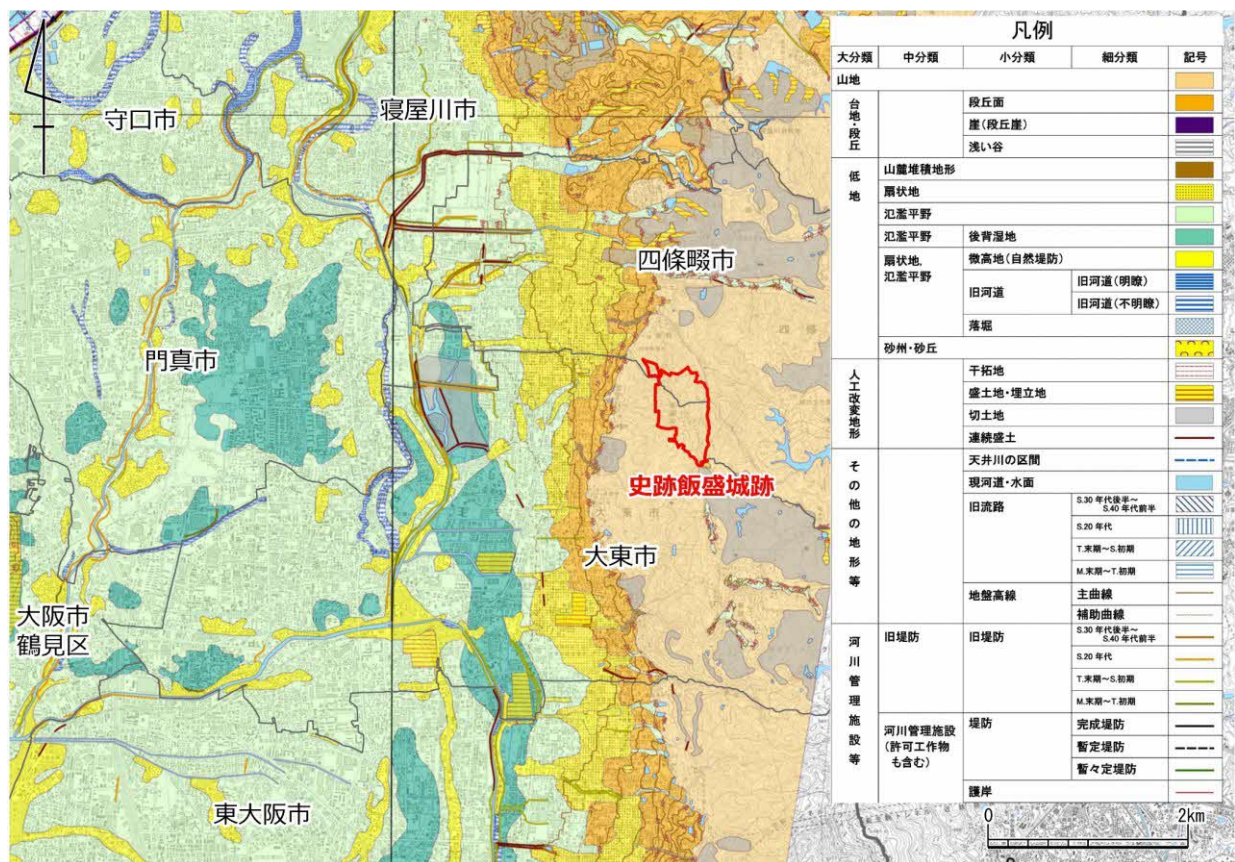 守口市
寝屋川市
四條畷市
門真市
史跡飯盛城跡
大東市
大東市
大阪市
鶴見区
東大阪市
凡例
大分類 中分類 小分類 細分類 記号
山地
台地・段丘
段丘面
崖(段丘崖)
浅い谷
低地
山麓堆積地形
扇状地
氾濫平野
氾濫平野 後背湿地
扇状地,
氾濫平野
微高地(自然堤防)
旧河道
旧河道(明瞭)
旧河道(不明瞭)
落堀
砂州・砂丘
人工改変地形
干拓地
盛土地・埋立地
切土地
連続盛土
その他の地形等
天井川の区間
現河道・水面
旧流路
S.30年代後半~
S.40年代前半
S.20年代
T.末期~S.初期
M.末期~T.初期
地盤高線
主曲線
補助曲線
河川管理施設等
旧堤防
旧堤防
S.30年代後半~
S.40年代前半
S.20年代
T.末期~S.初期
M.末期~T.初期
河川管理施設
(許可工作物
も含む)
堤防
完成堤防
暫定堤防
暫々定堤防
護岸
0 2km